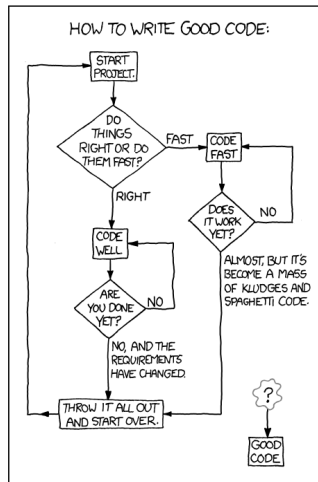 HOW TO WRITE GOOD CODE:
START
PROJECT.
DO
THINGS
RIGHT OR DO
THEM FAST?
FAST
CODE
FAST
RIGHT
DOES
IT WORK
YET?
NO
CODE
WELL
ALMOST, BUT IT'S
BECOME A MASS
OF KLUDGES AND
SPAGHETTI CODE.
ARE
YOU DONE
YET?
NO
NO, AND THE
REQUIREMENTS
HAVE CHANGED.
THROW IT ALL OUT
AND START OVER.
?
GOOD
CODE